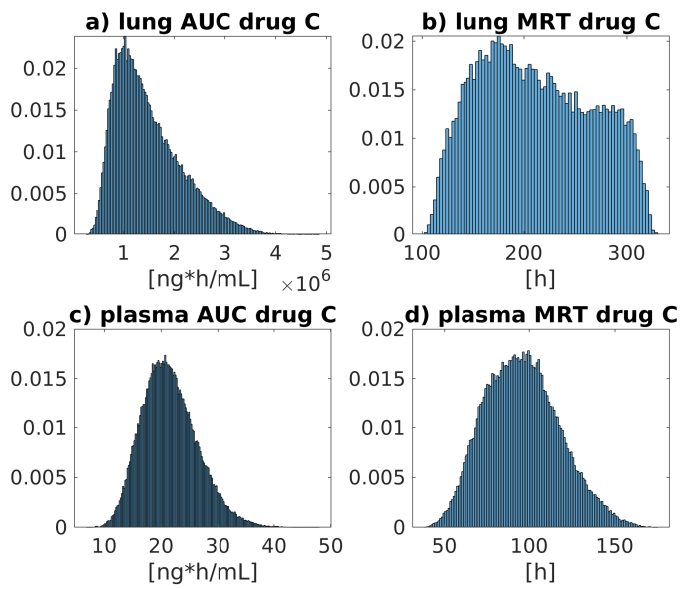 a) lung AUC drug C
0.02
0.015
0.01
0.005
0
1 2 3 4 5
[ng*h/mL] ×10^6
b) lung MRT drug C
0.02
0.015
0.01
0.005
0
100 200 300
[h]
c) plasma AUC drug C
0.02
0.015
0.01
0.005
0
10 20 30 40 50
[ng*h/mL]
d) plasma MRT drug C
0.02
0.015
0.01
0.005
0
50 100 150
[h]